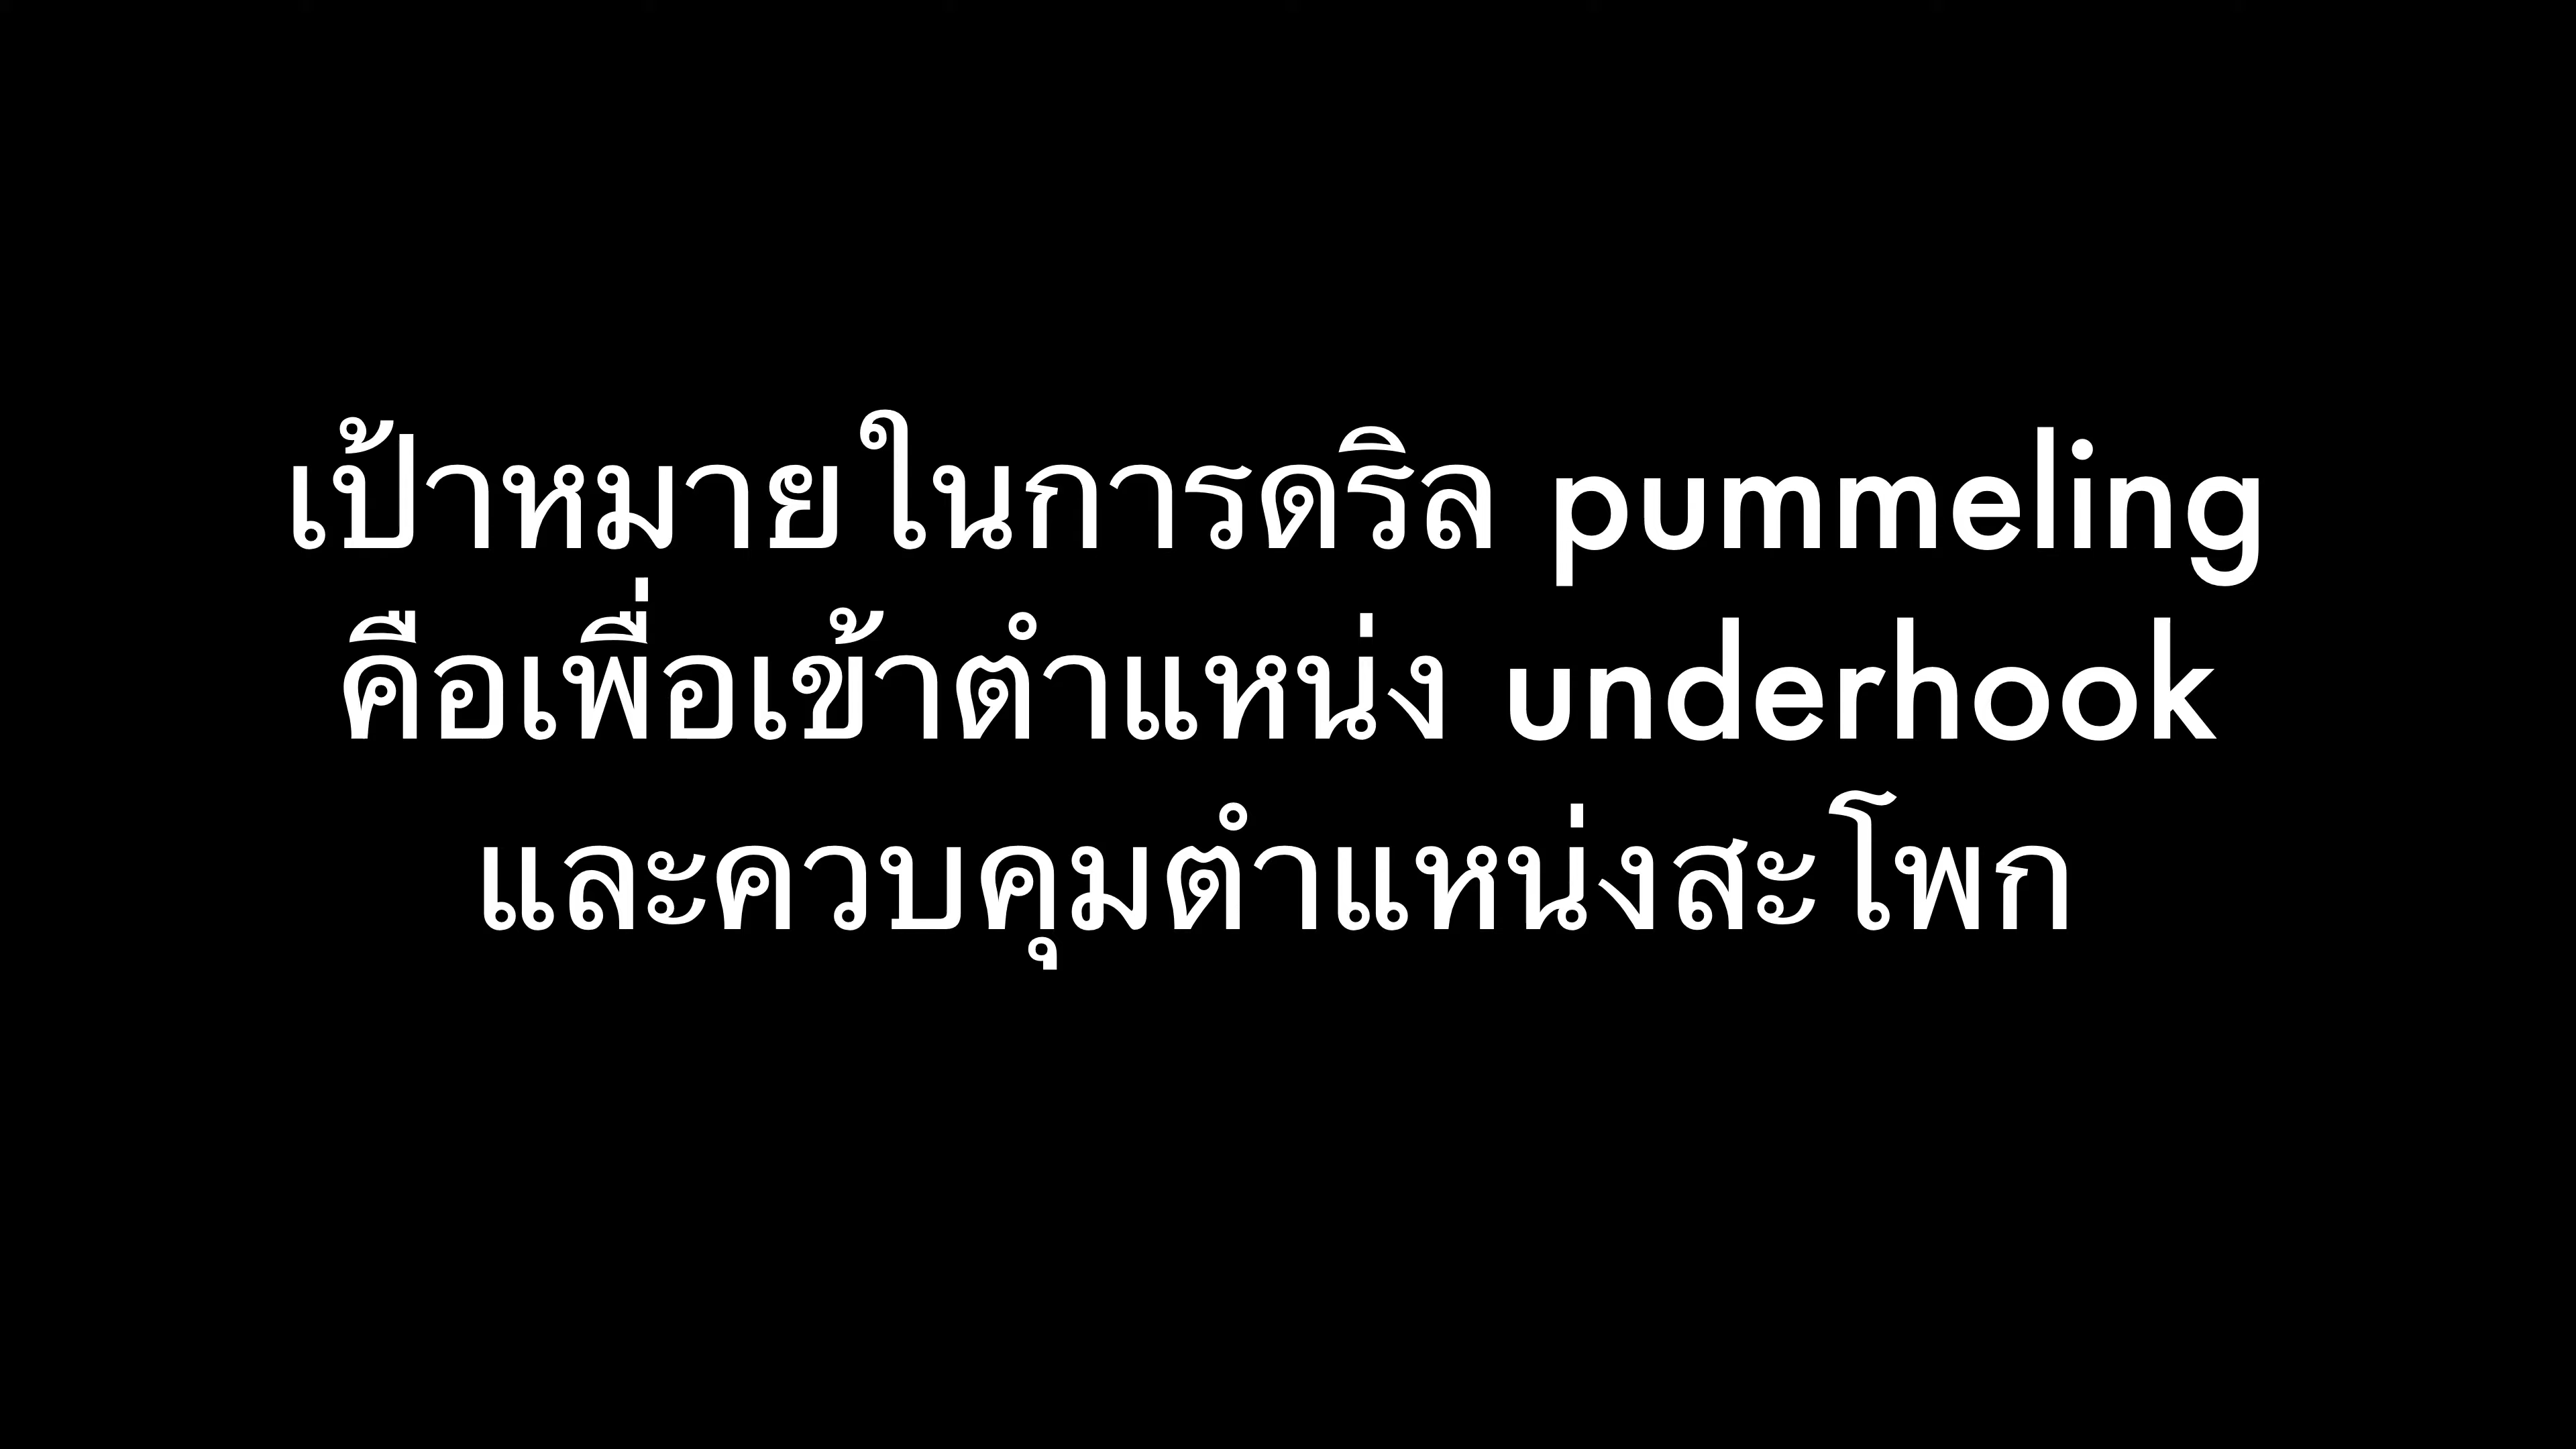 เป้าหมายในการดริล pummeling
คือเพื่อเข้าตำแหน่ง underhook
และควบคุมตำแหน่งสะโพก